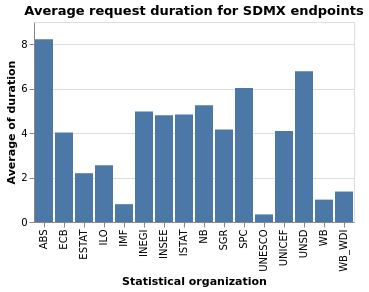 Average request duration for SDMX endpoints
Average of duration
8
6
4
2
0
ABS
ECB
ESTAT
ILO
IMF
INEGI
INSEE
ISTAT
NB
SGR
SPC
UNESCO
UNICEF
UNSD
WB
WB_WDI
Statistical organization